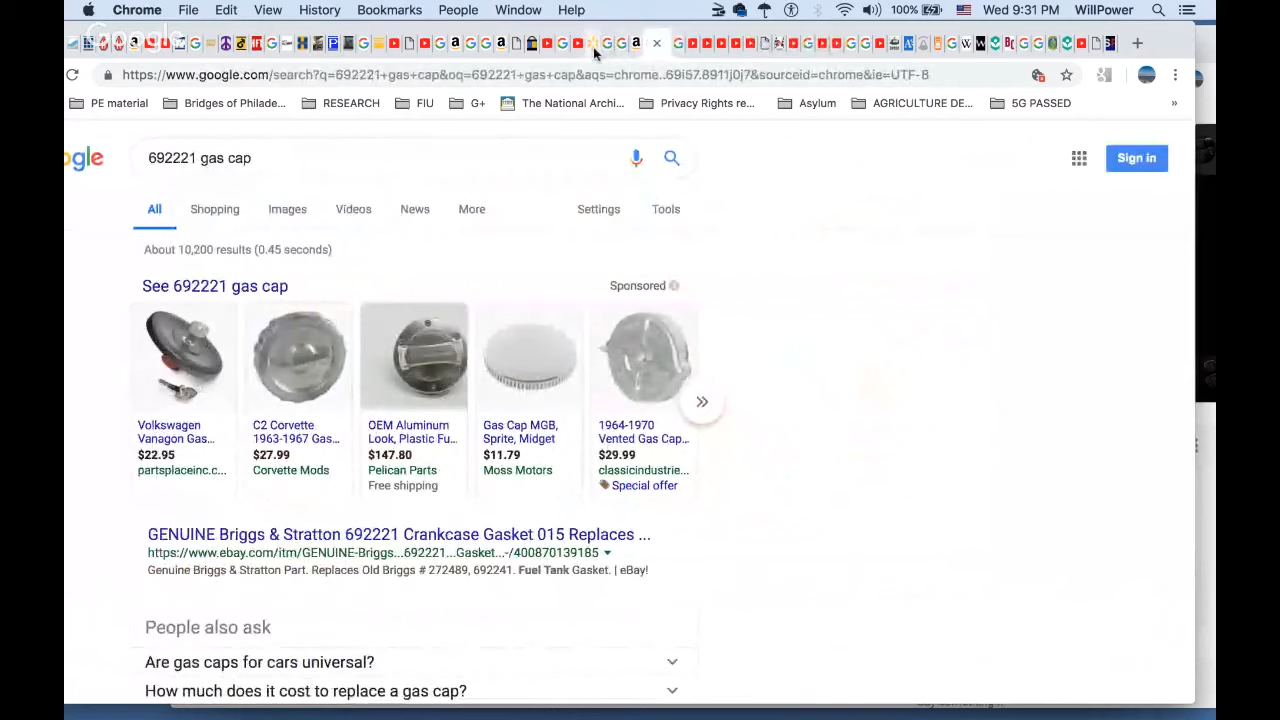 Chrome File Edit View History Bookmarks People Window Help 100% Wed 9:31 PM WillPower
Google
https://www.google.com/search?q=692221+gas+cap&oq=692221+gas+cap&aqs=chrome..69i57.8911j0j7&sourceid=chrome&ie=UTF-8
PE material Bridges of Philade... RESEARCH FIU G+ The National Archi... Privacy Rights re... Asylum AGRICULTURE DE... 5G PASSED »
ogle 692221 gas cap Sign in
All Shopping Images Videos News More Settings Tools
About 10,200 results (0.45 seconds)
See 692221 gas cap Sponsored
Volkswagen Vanagon Gas...
$22.95
partsplaceinc.c...
C2 Corvette 1963-1967 Gas...
$27.99
Corvette Mods
OEM Aluminum Look, Plastic Fu...
$147.80
Pelican Parts
Free shipping
Gas Cap MGB, Sprite, Midget
$11.79
Moss Motors
1964-1970 Vented Gas Cap...
$29.99
classicindustrie...
Special offer
GENUINE Briggs & Stratton 692221 Crankcase Gasket 015 Replaces ...
https://www.ebay.com/itm/GENUINE-Briggs...692221...Gasket...-/400870139185
Genuine Briggs & Stratton Part. Replaces Old Briggs # 272489, 692241. Fuel Tank Gasket. | eBay!
People also ask
Are gas caps for cars universal?
How much does it cost to replace a gas cap?